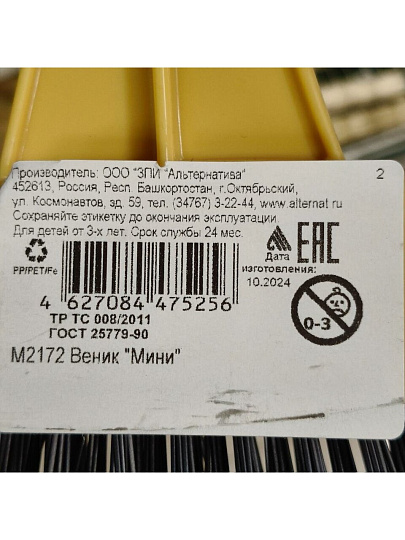 Производитель: ООО "ЗПИ "Альтернатива"
2
452613, Россия, Респ. Башкортостан, г.Октябрьский,
ул. Космонавтов, зд. 59, тел. (34767) 3-22-44, www.alternat.ru
Сохраняйте этикетку до окончания эксплуатации.
Для детей от 3-х лет. Срок службы 24 мес.
EAC
Дата
изготовления:
10.2024
PP/PET/Fe
4 627084 475256
0-3
ТР ТС 008/2011
ГОСТ 25779-90
М2172 Веник "Мини"